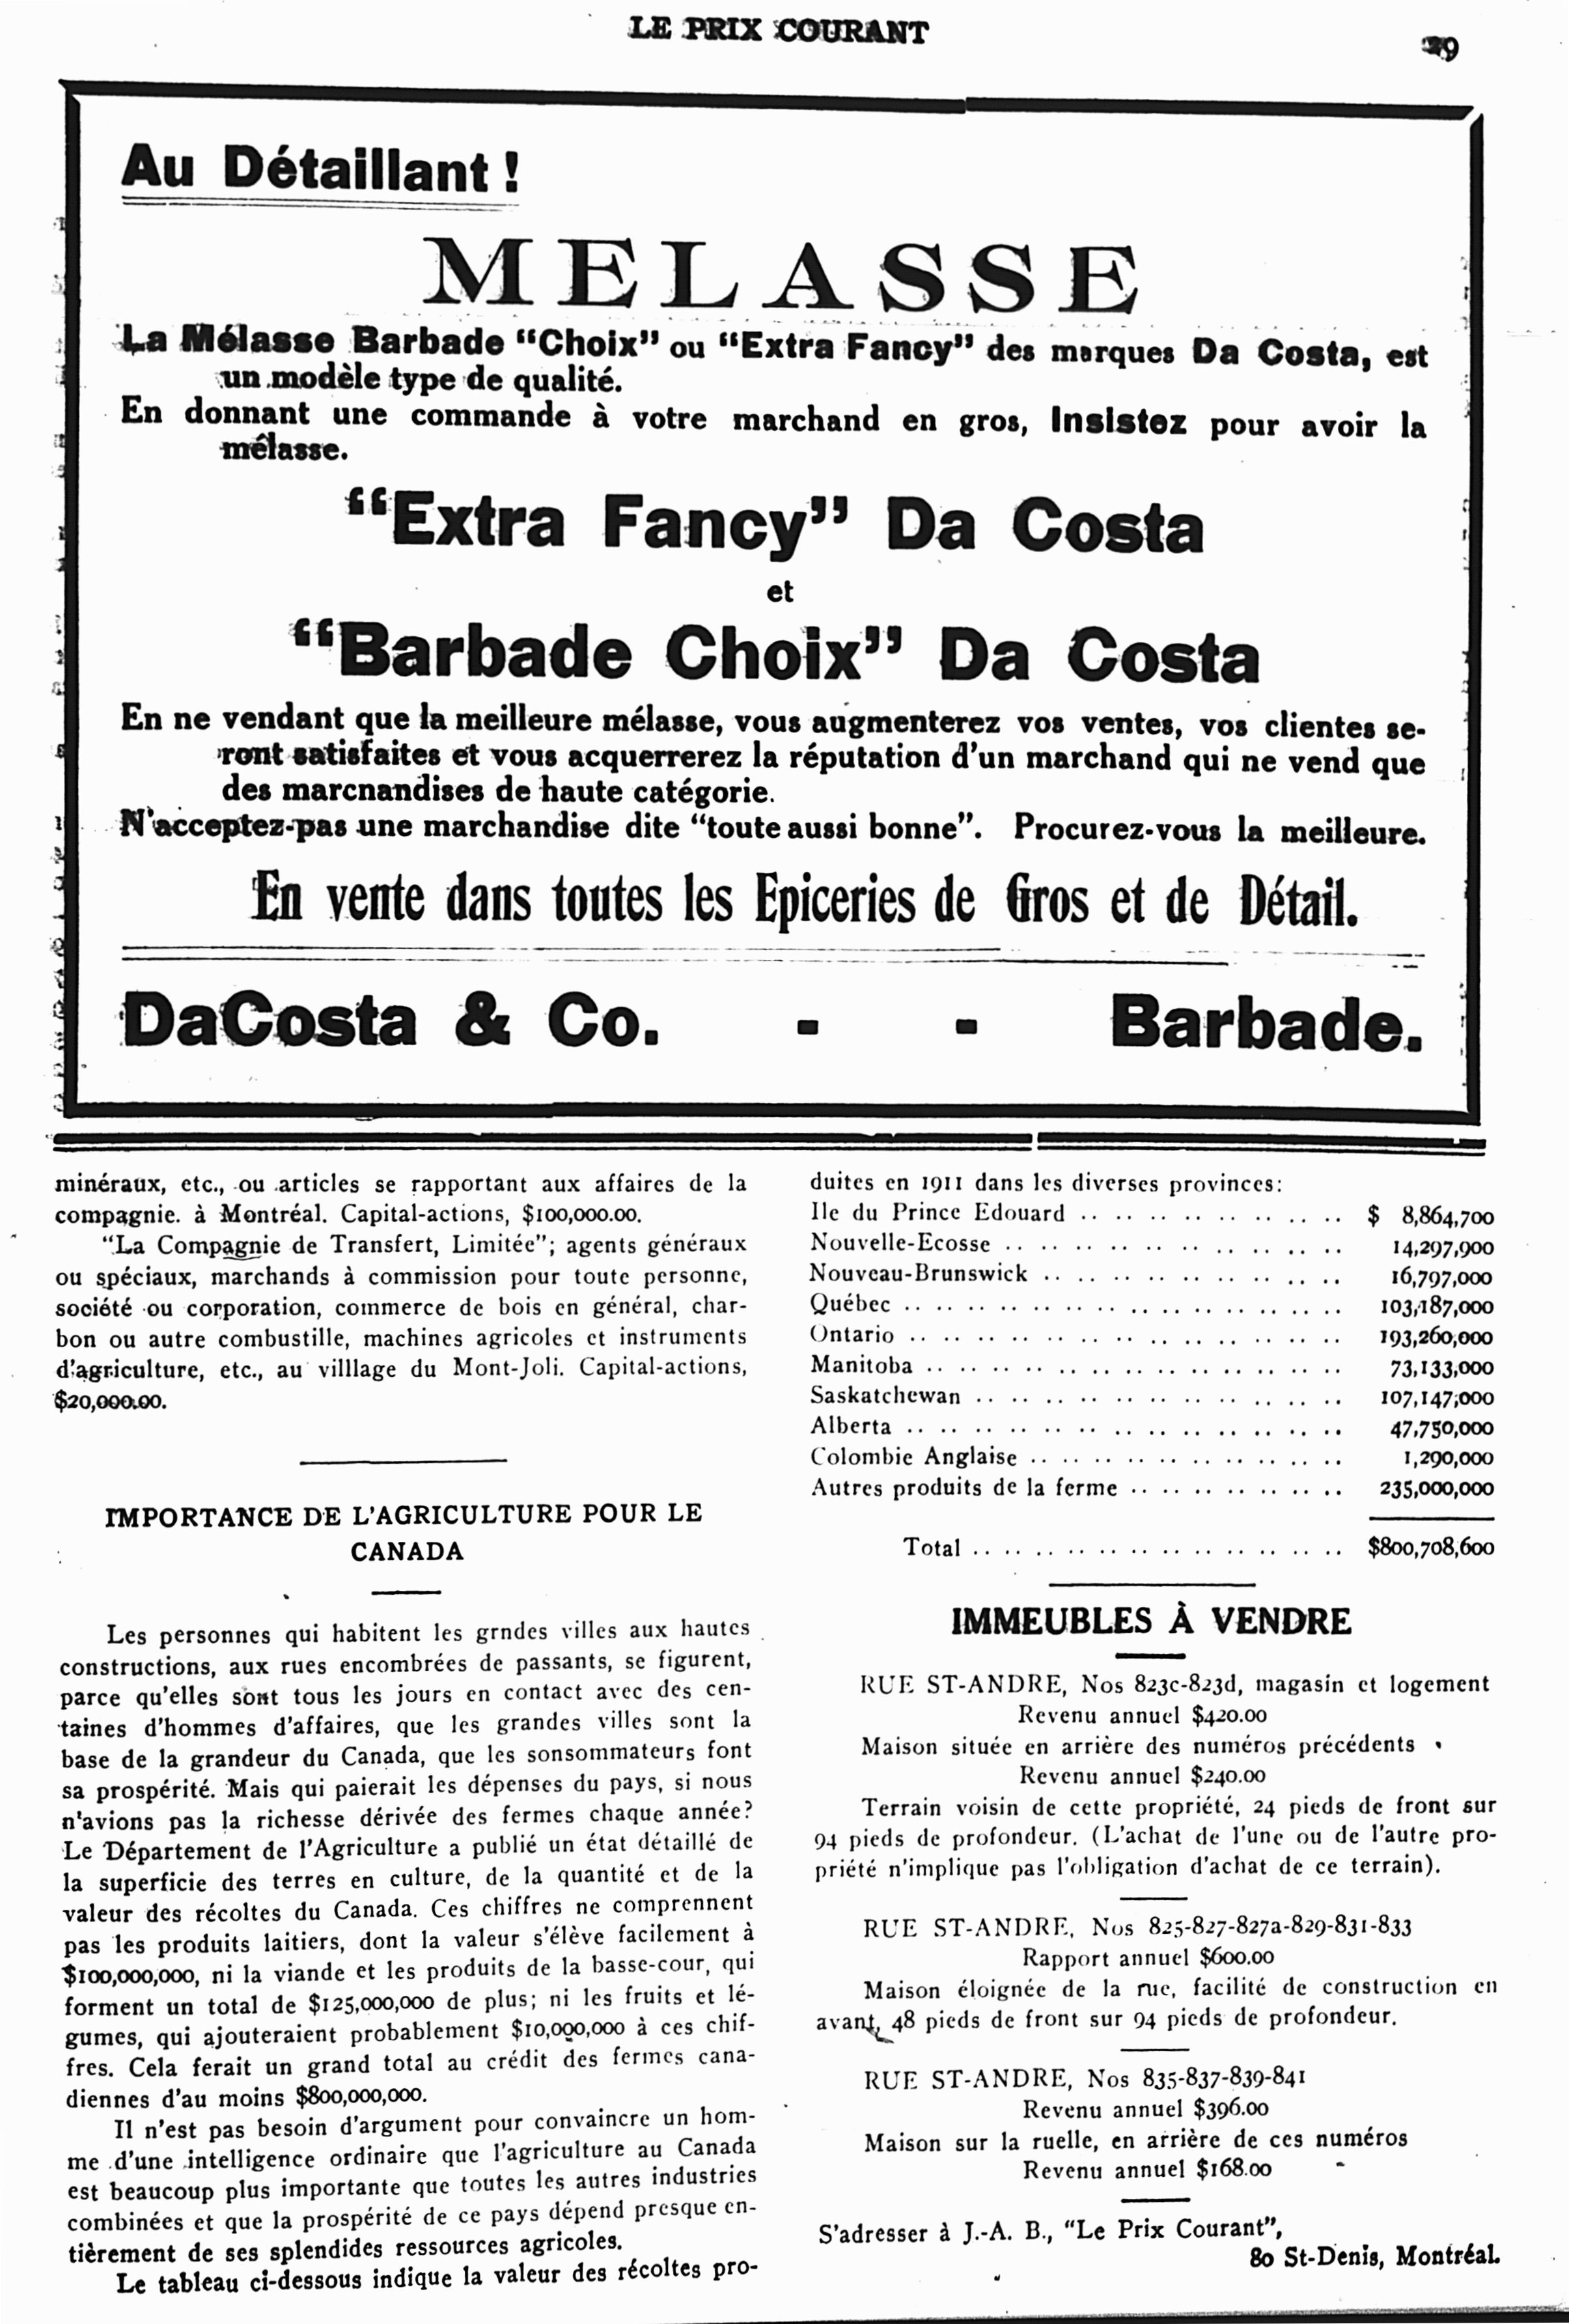 LE PRIX COURANT
29
Au Détaillant !
MELASSE
La Mélasse Barbade “Choix” ou “Extra Fancy” des marques Da Costa, est
un modèle type de qualité.
En donnant une commande à votre marchand en gros, Insistez pour avoir la
mélasse.
“Extra Fancy” Da Costa
et
“Barbade Choix” Da Costa
En ne vendant que la meilleure mélasse, vous augmenterez vos ventes, vos clientes se-
ront satisfaites et vous acquerrerez la réputation d’un marchand qui ne vend que
des marcnandises de haute catégorie.
N’acceptez-pas une marchandise dite “toute aussi bonne”. Procurez-vous la meilleure.
En vente dans toutes les Epiceries de Gros et de Détail.
DaCosta & Co. - - Barbade.
minéraux, etc., ou articles se rapportant aux affaires de la
compagnie. à Montréal. Capital-actions, $100,000.00.
“La Compagnie de Transfert, Limitée”; agents généraux
ou spéciaux, marchands à commission pour toute personne,
société ou corporation, commerce de bois en général, char-
bon ou autre combustille, machines agricoles et instruments
d’agriculture, etc., au villlage du Mont-Joli. Capital-actions,
$20,000.00.
IMPORTANCE DE L’AGRICULTURE POUR LE
CANADA
Les personnes qui habitent les grndes villes aux hautes
constructions, aux rues encombrées de passants, se figurent,
parce qu’elles sont tous les jours en contact avec des cen-
taines d’hommes d’affaires, que les grandes villes sont la
base de la grandeur du Canada, que les sonsommateurs font
sa prospérité. Mais qui paierait les dépenses du pays, si nous
n’avions pas la richesse dérivée des fermes chaque année?
Le Département de l’Agriculture a publié un état détaillé de
la superficie des terres en culture, de la quantité et de la
valeur des récoltes du Canada. Ces chiffres ne comprennent
pas les produits laitiers, dont la valeur s’élève facilement à
$100,000,000, ni la viande et les produits de la basse-cour, qui
forment un total de $125,000,000 de plus; ni les fruits et lé-
gumes, qui ajouteraient probablement $10,000,000 à ces chif-
fres. Cela ferait un grand total au crédit des fermes cana-
diennes d’au moins $800,000,000.
Il n’est pas besoin d’argument pour convaincre un hom-
me d’une intelligence ordinaire que l’agriculture au Canada
est beaucoup plus importante que toutes les autres industries
combinées et que la prospérité de ce pays dépend presque en-
tièrement de ses splendides ressources agricoles.
Le tableau ci-dessous indique la valeur des récoltes pro-
duites en 1911 dans les diverses provinces:
Ile du Prince Edouard .. .. .. .. .. .. .. .. .. $ 8,864,700
Nouvelle-Ecosse .. .. .. .. .. .. .. .. .. .. 14,297,900
Nouveau-Brunswick .. .. .. .. .. .. .. .. .. 16,797,000
Québec .. .. .. .. .. .. .. .. .. .. .. .. .. 103,187,000
Ontario .. .. .. .. .. .. .. .. .. .. .. .. .. 193,260,000
Manitoba .. .. .. .. .. .. .. .. .. .. .. .. 73,133,000
Saskatchewan .. .. .. .. .. .. .. .. .. .. .. 107,147,000
Alberta .. .. .. .. .. .. .. .. .. .. .. .. .. 47,750,000
Colombie Anglaise .. .. .. .. .. .. .. .. .. .. 1,290,000
Autres produits de la ferme .. .. .. .. .. .. .. 235,000,000
Total .. .. .. .. .. .. .. .. .. .. .. .. $800,708,600
IMMEUBLES À VENDRE
RUE ST-ANDRE, Nos 823c-823d, magasin et logement
Revenu annuel $420.00
Maison située en arrière des numéros précédents
Revenu annuel $240.00
Terrain voisin de cette propriété, 24 pieds de front sur
94 pieds de profondeur. (L’achat de l’une ou de l’autre pro-
priété n’implique pas l’obligation d’achat de ce terrain).
RUE ST-ANDRE, Nos 825-827-827a-829-831-833
Rapport annuel $600.00
Maison éloignée de la rue, facilité de construction en
avant, 48 pieds de front sur 94 pieds de profondeur.
RUE ST-ANDRE, Nos 835-837-839-841
Revenu annuel $396.00
Maison sur la ruelle, en arrière de ces numéros
Revenu annuel $168.00
S’adresser à J.-A. B., “Le Prix Courant”,
80 St-Denis, Montréal.